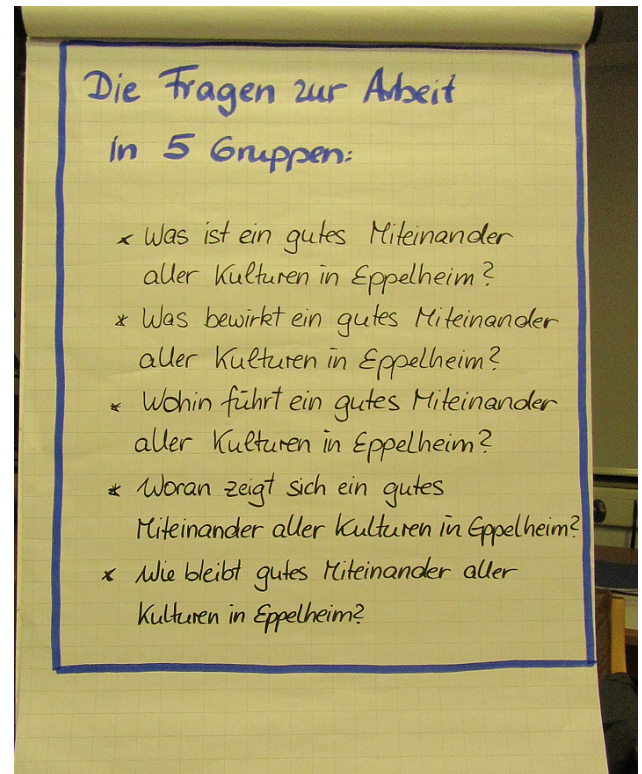 Die Fragen zur Arbeit
in 5 Gruppen:
* Was ist ein gutes Miteinander
aller Kulturen in Eppelheim?
* Was bewirkt ein gutes Miteinander
aller Kulturen in Eppelheim?
* Wohin führt ein gutes Miteinander
aller Kulturen in Eppelheim?
* Woran zeigt sich ein gutes
Miteinander aller Kulturen in Eppelheim?
* Wie bleibt gutes Miteinander aller
Kulturen in Eppelheim?